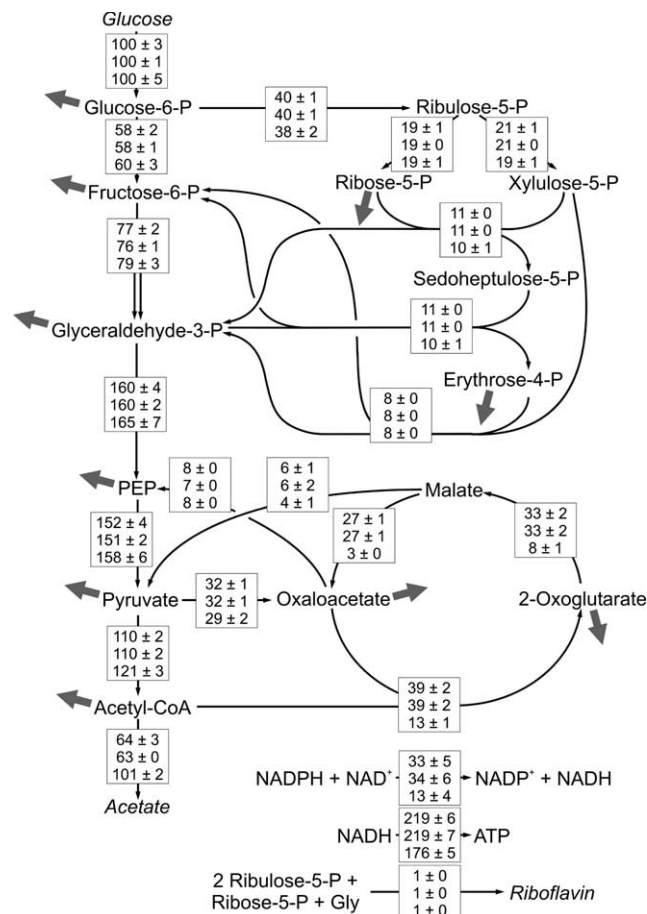 Glucose
100 ± 3
100 ± 1
100 ± 5
Glucose-6-P
40 ± 1
40 ± 1
38 ± 2
Ribulose-5-P
58 ± 2
58 ± 1
60 ± 3
19 ± 1
19 ± 0
19 ± 1
21 ± 1
21 ± 0
19 ± 1
Fructose-6-P
Ribose-5-P
Xylulose-5-P
77 ± 2
76 ± 1
79 ± 3
11 ± 0
11 ± 0
10 ± 1
Sedoheptulose-5-P
Glyceraldehyde-3-P
11 ± 0
11 ± 0
10 ± 1
Erythrose-4-P
160 ± 4
160 ± 2
165 ± 7
8 ± 0
8 ± 0
8 ± 0
PEP
8 ± 0
7 ± 0
8 ± 0
6 ± 1
6 ± 2
4 ± 1
Malate
152 ± 4
151 ± 2
158 ± 6
27 ± 1
27 ± 1
3 ± 0
33 ± 2
33 ± 2
8 ± 1
Pyruvate
32 ± 1
32 ± 1
29 ± 2
Oxaloacetate
2-Oxoglutarate
110 ± 2
110 ± 2
121 ± 3
Acetyl-CoA
39 ± 2
39 ± 2
13 ± 1
64 ± 3
63 ± 0
101 ± 2
Acetate
NADPH + NAD⁺
33 ± 5
34 ± 6
13 ± 4
NADP⁺ + NADH
NADH
219 ± 6
219 ± 7
176 ± 5
ATP
2 Ribulose-5-P +
Ribose-5-P + Gly
1 ± 0
1 ± 0
1 ± 0
Riboflavin